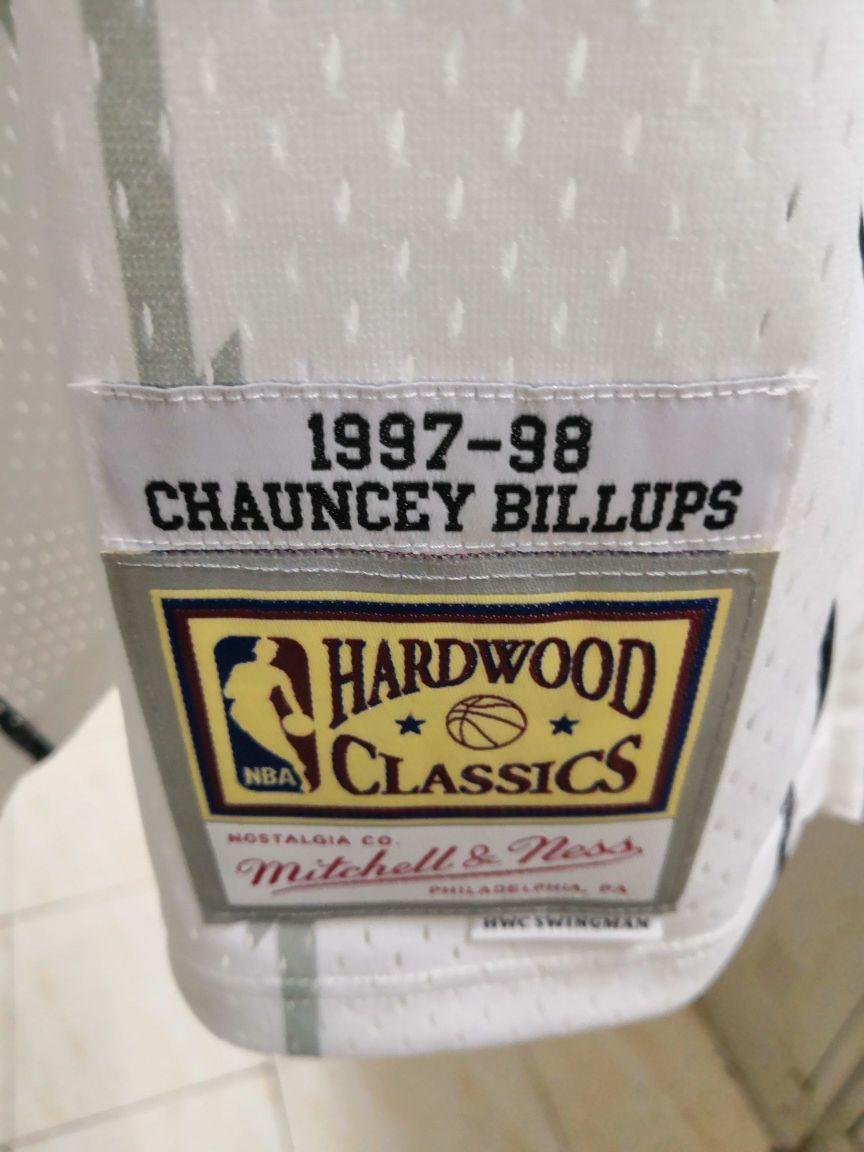 1997-98
CHAUNCEY BILLUPS
NBA
HARDWOOD
CLASSICS
NOSTALGIA CO.
Mitchell & Ness
PHILADELPHIA, PA
HWC SWINGMAN